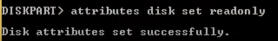 DISKPART> attributes disk set readonly
Disk attributes set successfully.